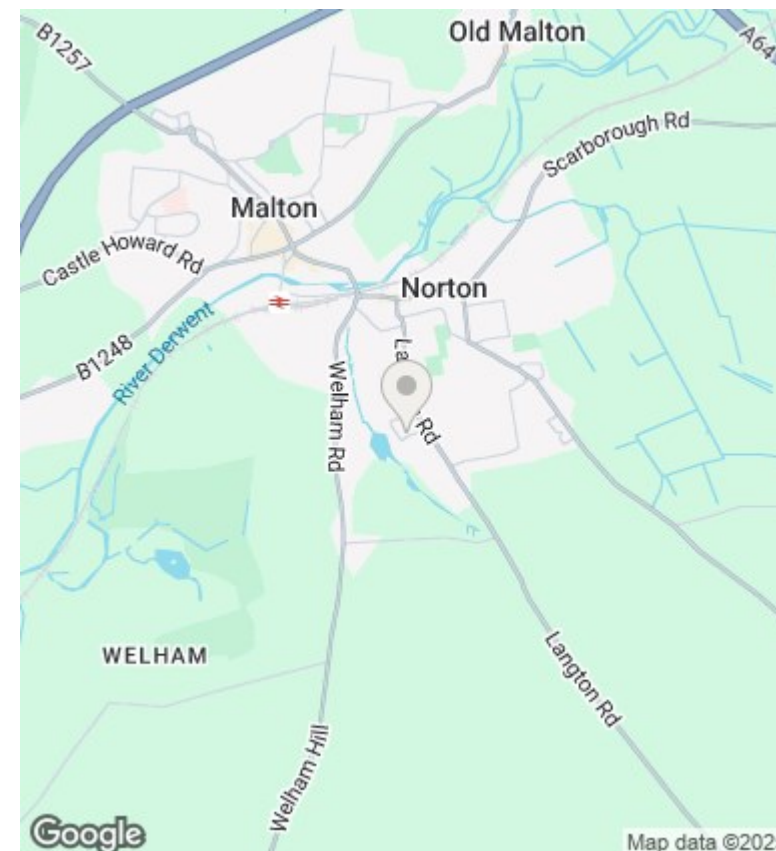 Old Malton
B1257
A64
Scarborough Rd
Malton
Castle Howard Rd
Norton
B1248
River Derwent
Welham Rd
Rd
WELHAM
Langton Rd
Welham Hill
Google
Map data ©202